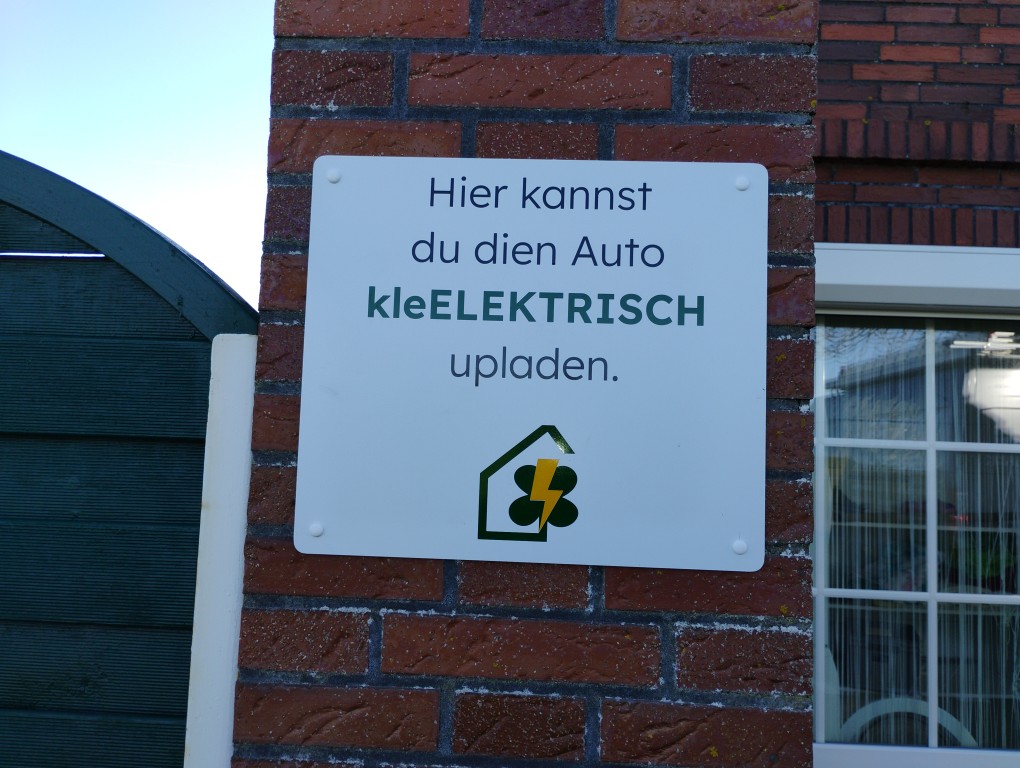 Hier kannst
du dien Auto
kleELEKTRISCH
upladen.